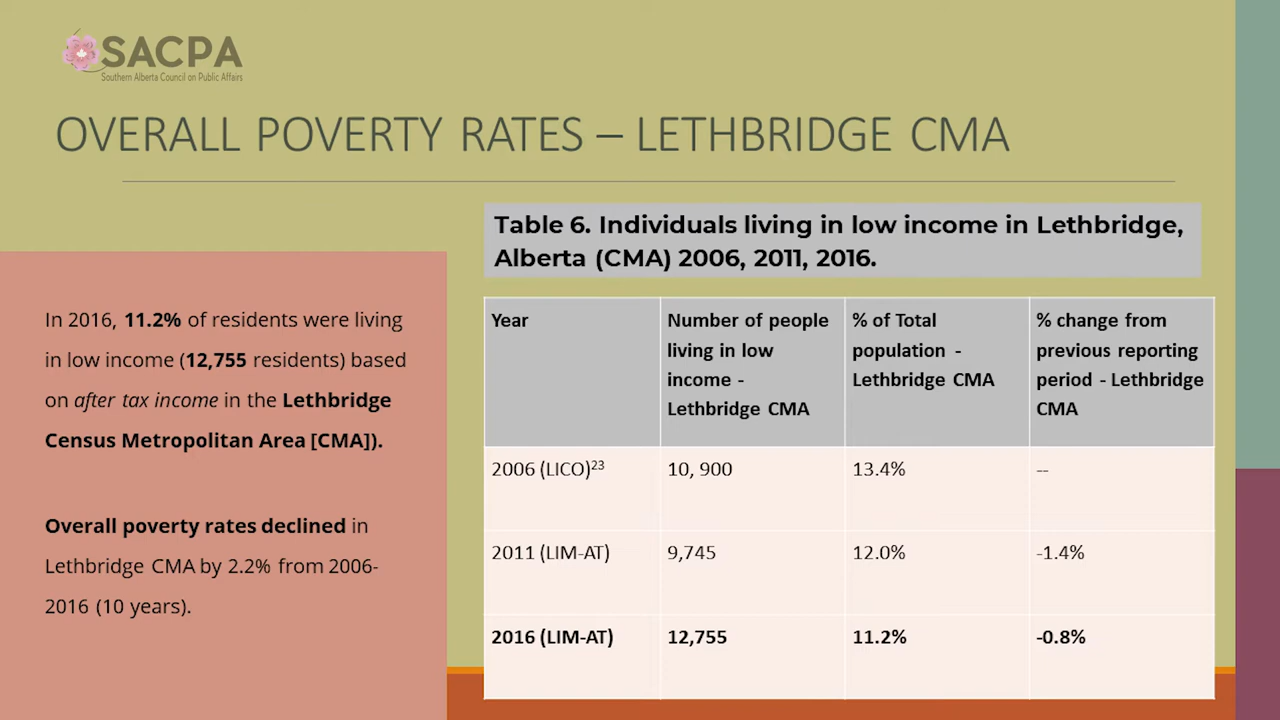 SACPA
Southern Alberta Council on Public Affairs
OVERALL POVERTY RATES – LETHBRIDGE CMA
In 2016, 11.2% of residents were living
in low income (12,755 residents) based
on after tax income in the Lethbridge
Census Metropolitan Area [CMA]).
Overall poverty rates declined in
Lethbridge CMA by 2.2% from 2006-
2016 (10 years).
Table 6. Individuals living in low income in Lethbridge,
Alberta (CMA) 2006, 2011, 2016.
Year
Number of people
living in low
income -
Lethbridge CMA
% of Total
population -
Lethbridge CMA
% change from
previous reporting
period - Lethbridge
CMA
2006 (LICO)23 10, 900 13.4% --
2011 (LIM-AT) 9,745 12.0% -1.4%
2016 (LIM-AT) 12,755 11.2% -0.8%